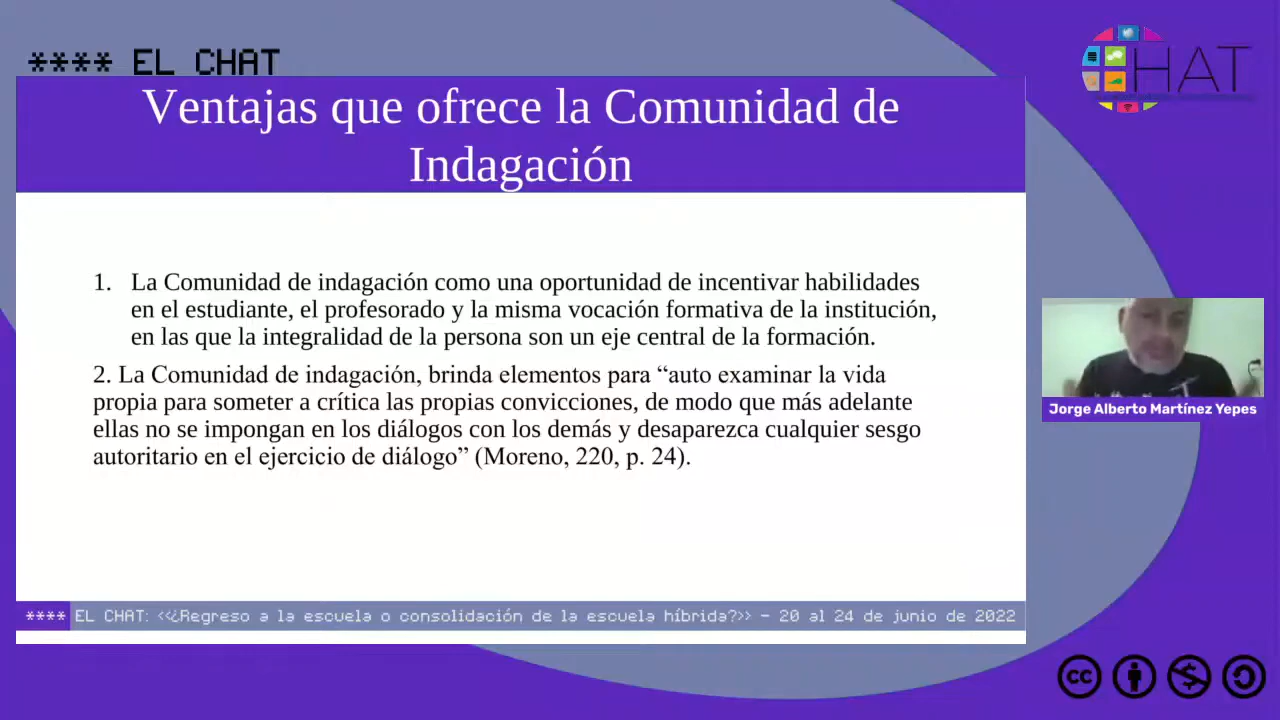 **** EL CHAT
HAT
Ventajas que ofrece la Comunidad de
Indagación
1. La Comunidad de indagación como una oportunidad de incentivar habilidades
en el estudiante, el profesorado y la misma vocación formativa de la institución,
en las que la integralidad de la persona son un eje central de la formación.
2. La Comunidad de indagación, brinda elementos para “auto examinar la vida
propia para someter a crítica las propias convicciones, de modo que más adelante
ellas no se impongan en los diálogos con los demás y desaparezca cualquier sesgo
autoritario en el ejercicio de diálogo” (Moreno, 220, p. 24).
Jorge Alberto Martínez Yepes
**** EL CHAT: <<¿Regreso a la escuela o consolidación de la escuela híbrida?>> – 20 al 24 de junio de 2022
cc